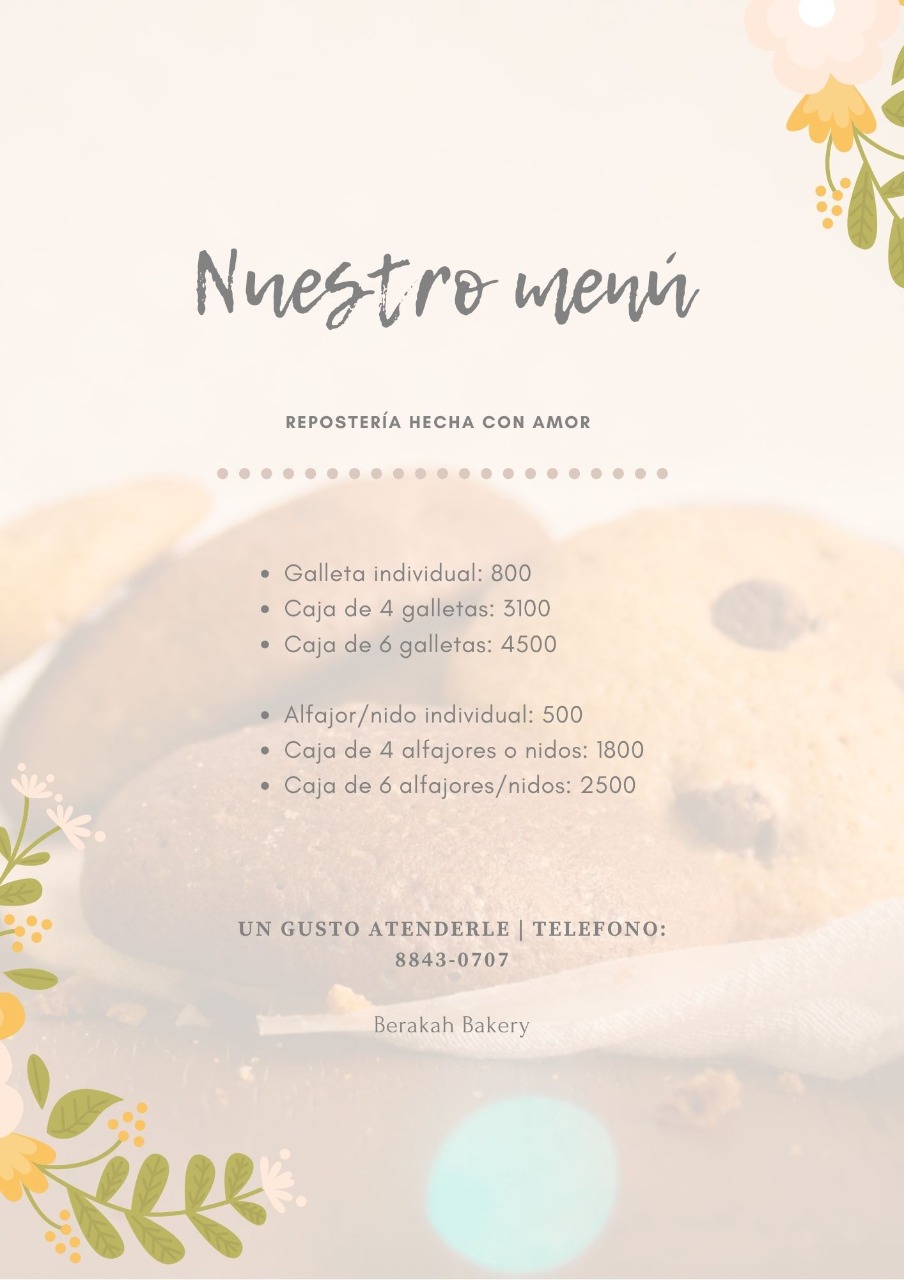 Nuestro menú
REPOSTERÍA HECHA CON AMOR
• Galleta individual: 800
• Caja de 4 galletas: 3100
• Caja de 6 galletas: 4500
• Alfajor/nido individual: 500
• Caja de 4 alfajores o nidos: 1800
• Caja de 6 alfajores/nidos: 2500
UN GUSTO ATENDERLE | TELEFONO:
8843-0707
Berakah Bakery